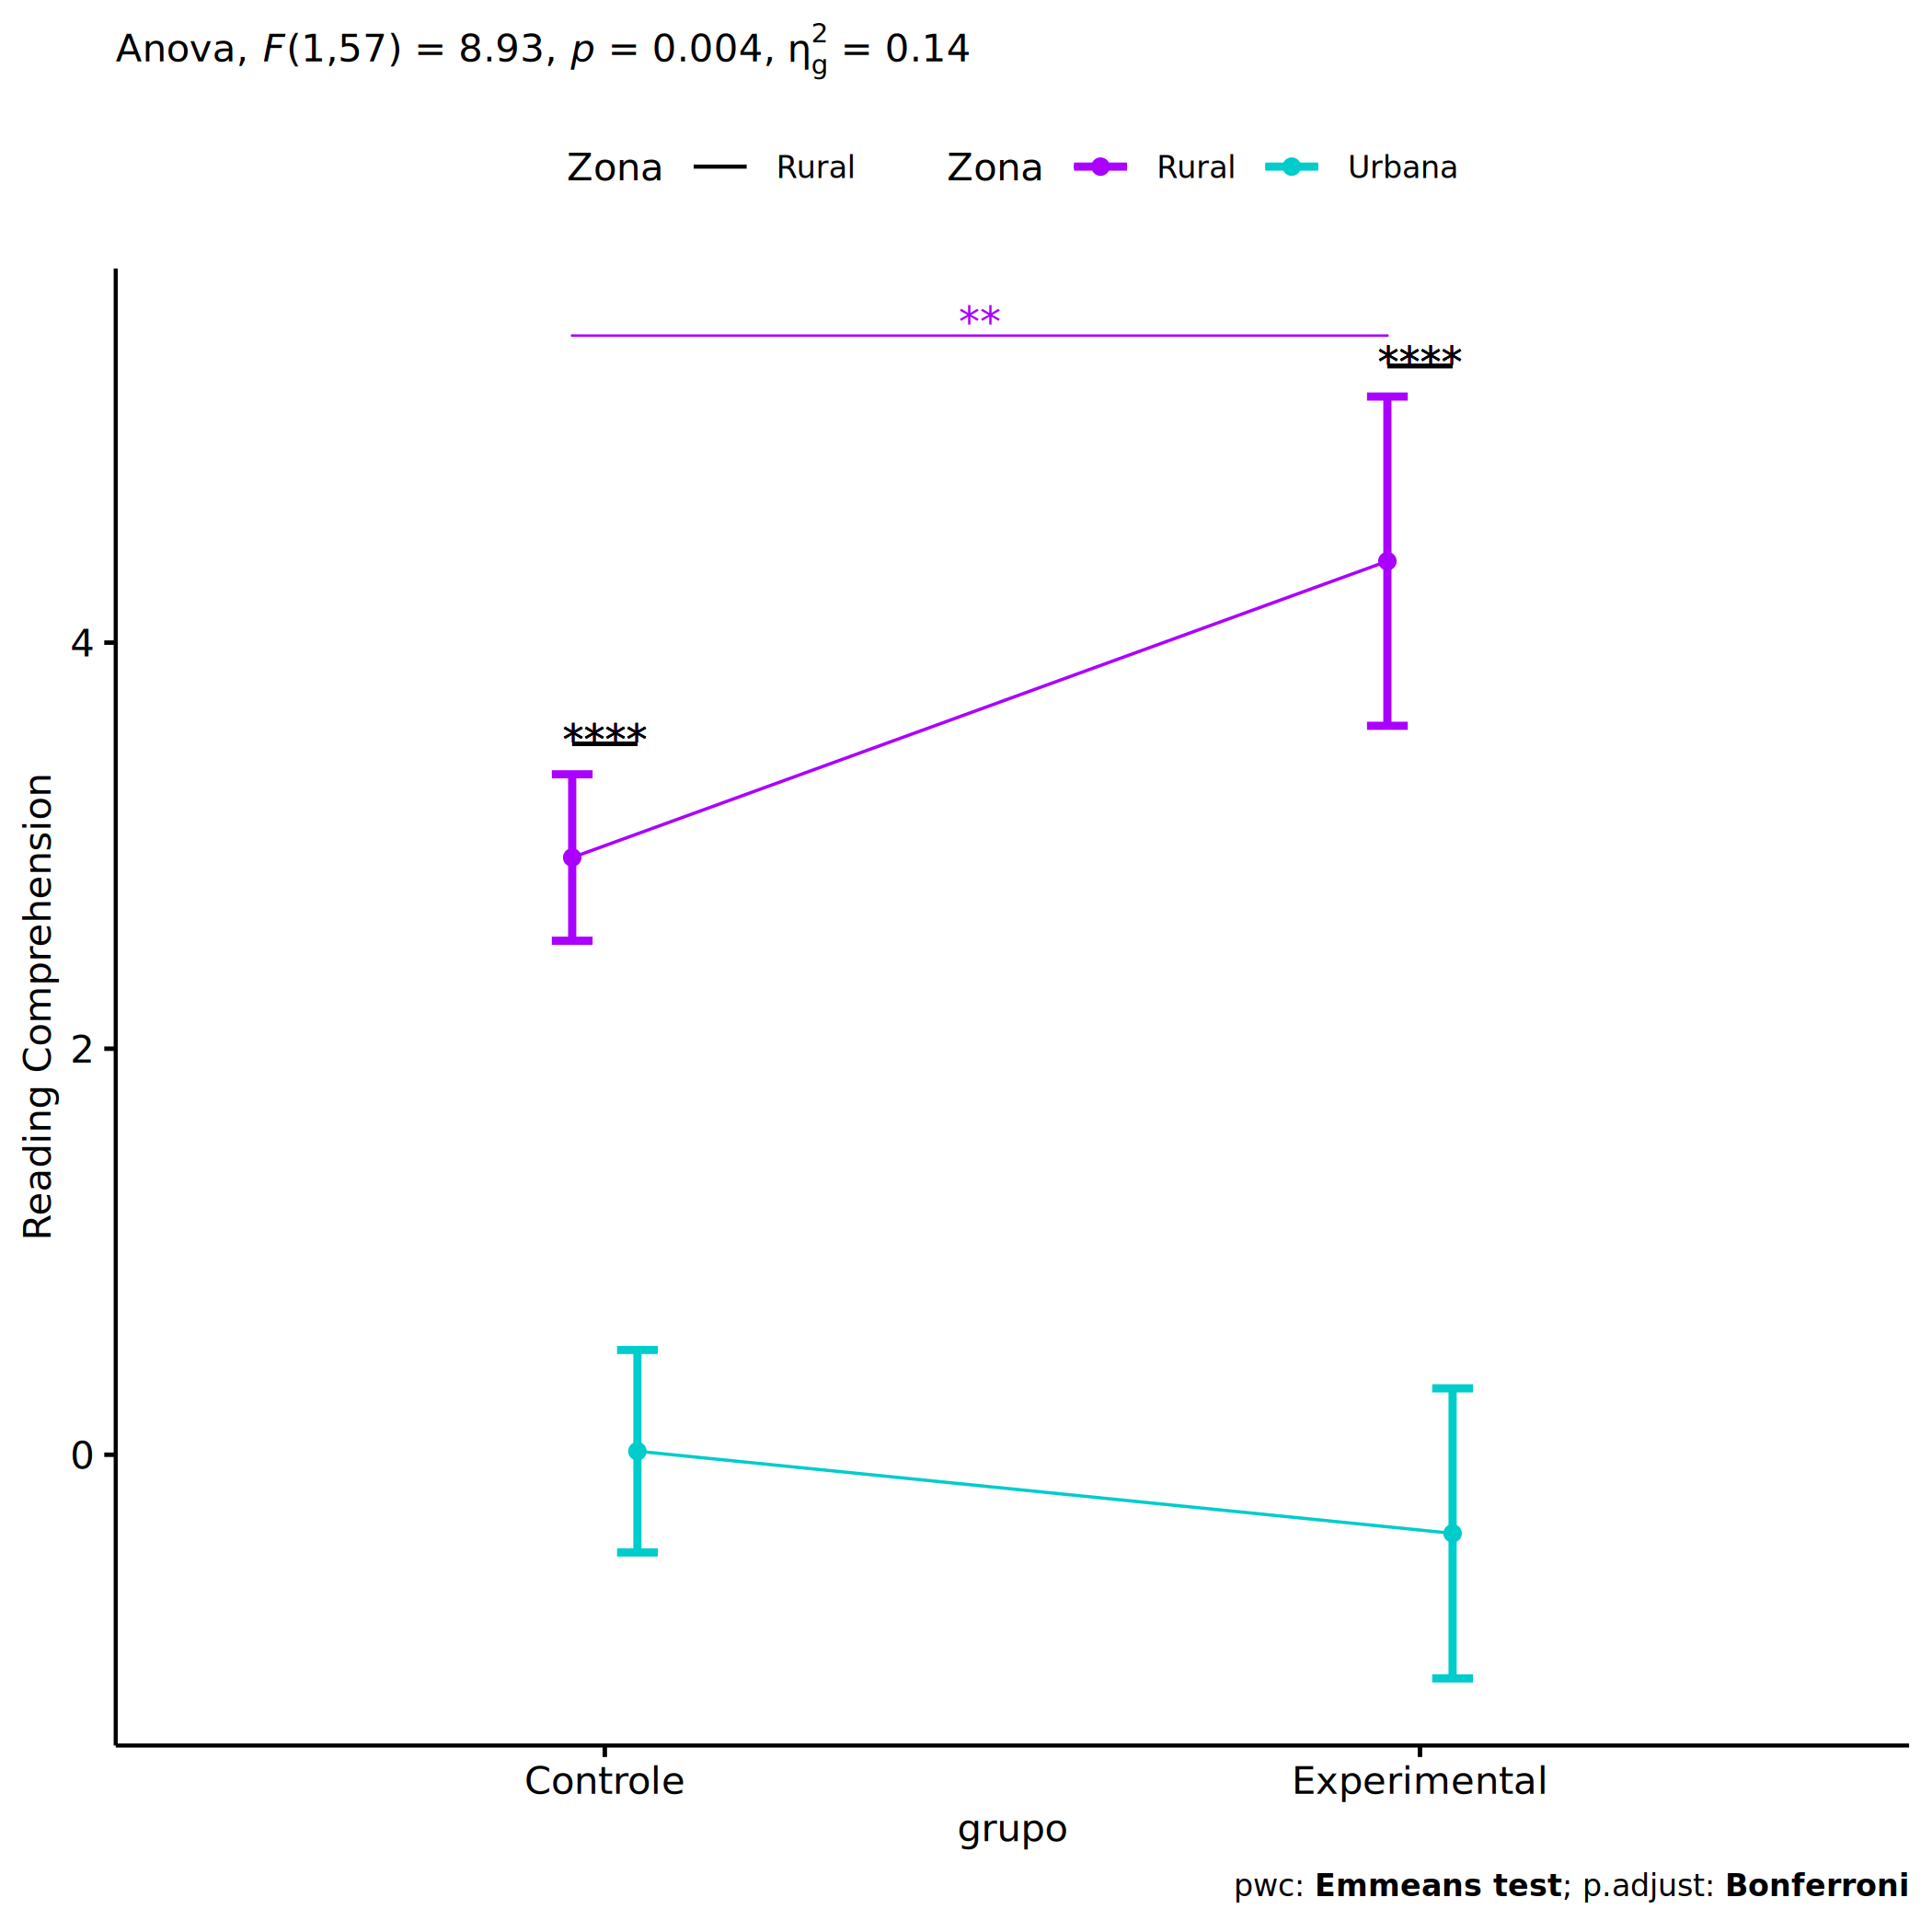 Anova, F(1,57) = 8.93, p = 0.004, η²g = 0.14
Zona Rural Zona Rural Urbana
**
****
****
4
2
0
Reading Comprehension
Controle Experimental
grupo
pwc: Emmeans test; p.adjust: Bonferroni